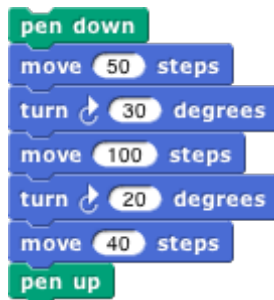 pen down
move 50 steps
turn 30 degrees
move 100 steps
turn 20 degrees
move 40 steps
pen up